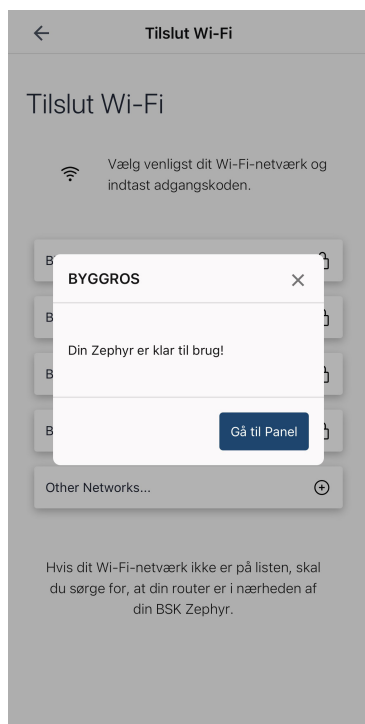 Tilslut Wi-Fi
Tilslut Wi-Fi
Vælg venligst dit Wi-Fi-netværk og
indtast adgangskoden.
B
BYGGROS
B
Din Zephyr er klar til brug!
B
B
Gå til Panel
Other Networks...
Hvis dit Wi-Fi-netværk ikke er på listen, skal
du sørge for, at din router er i nærheden af
din BSK Zephyr.